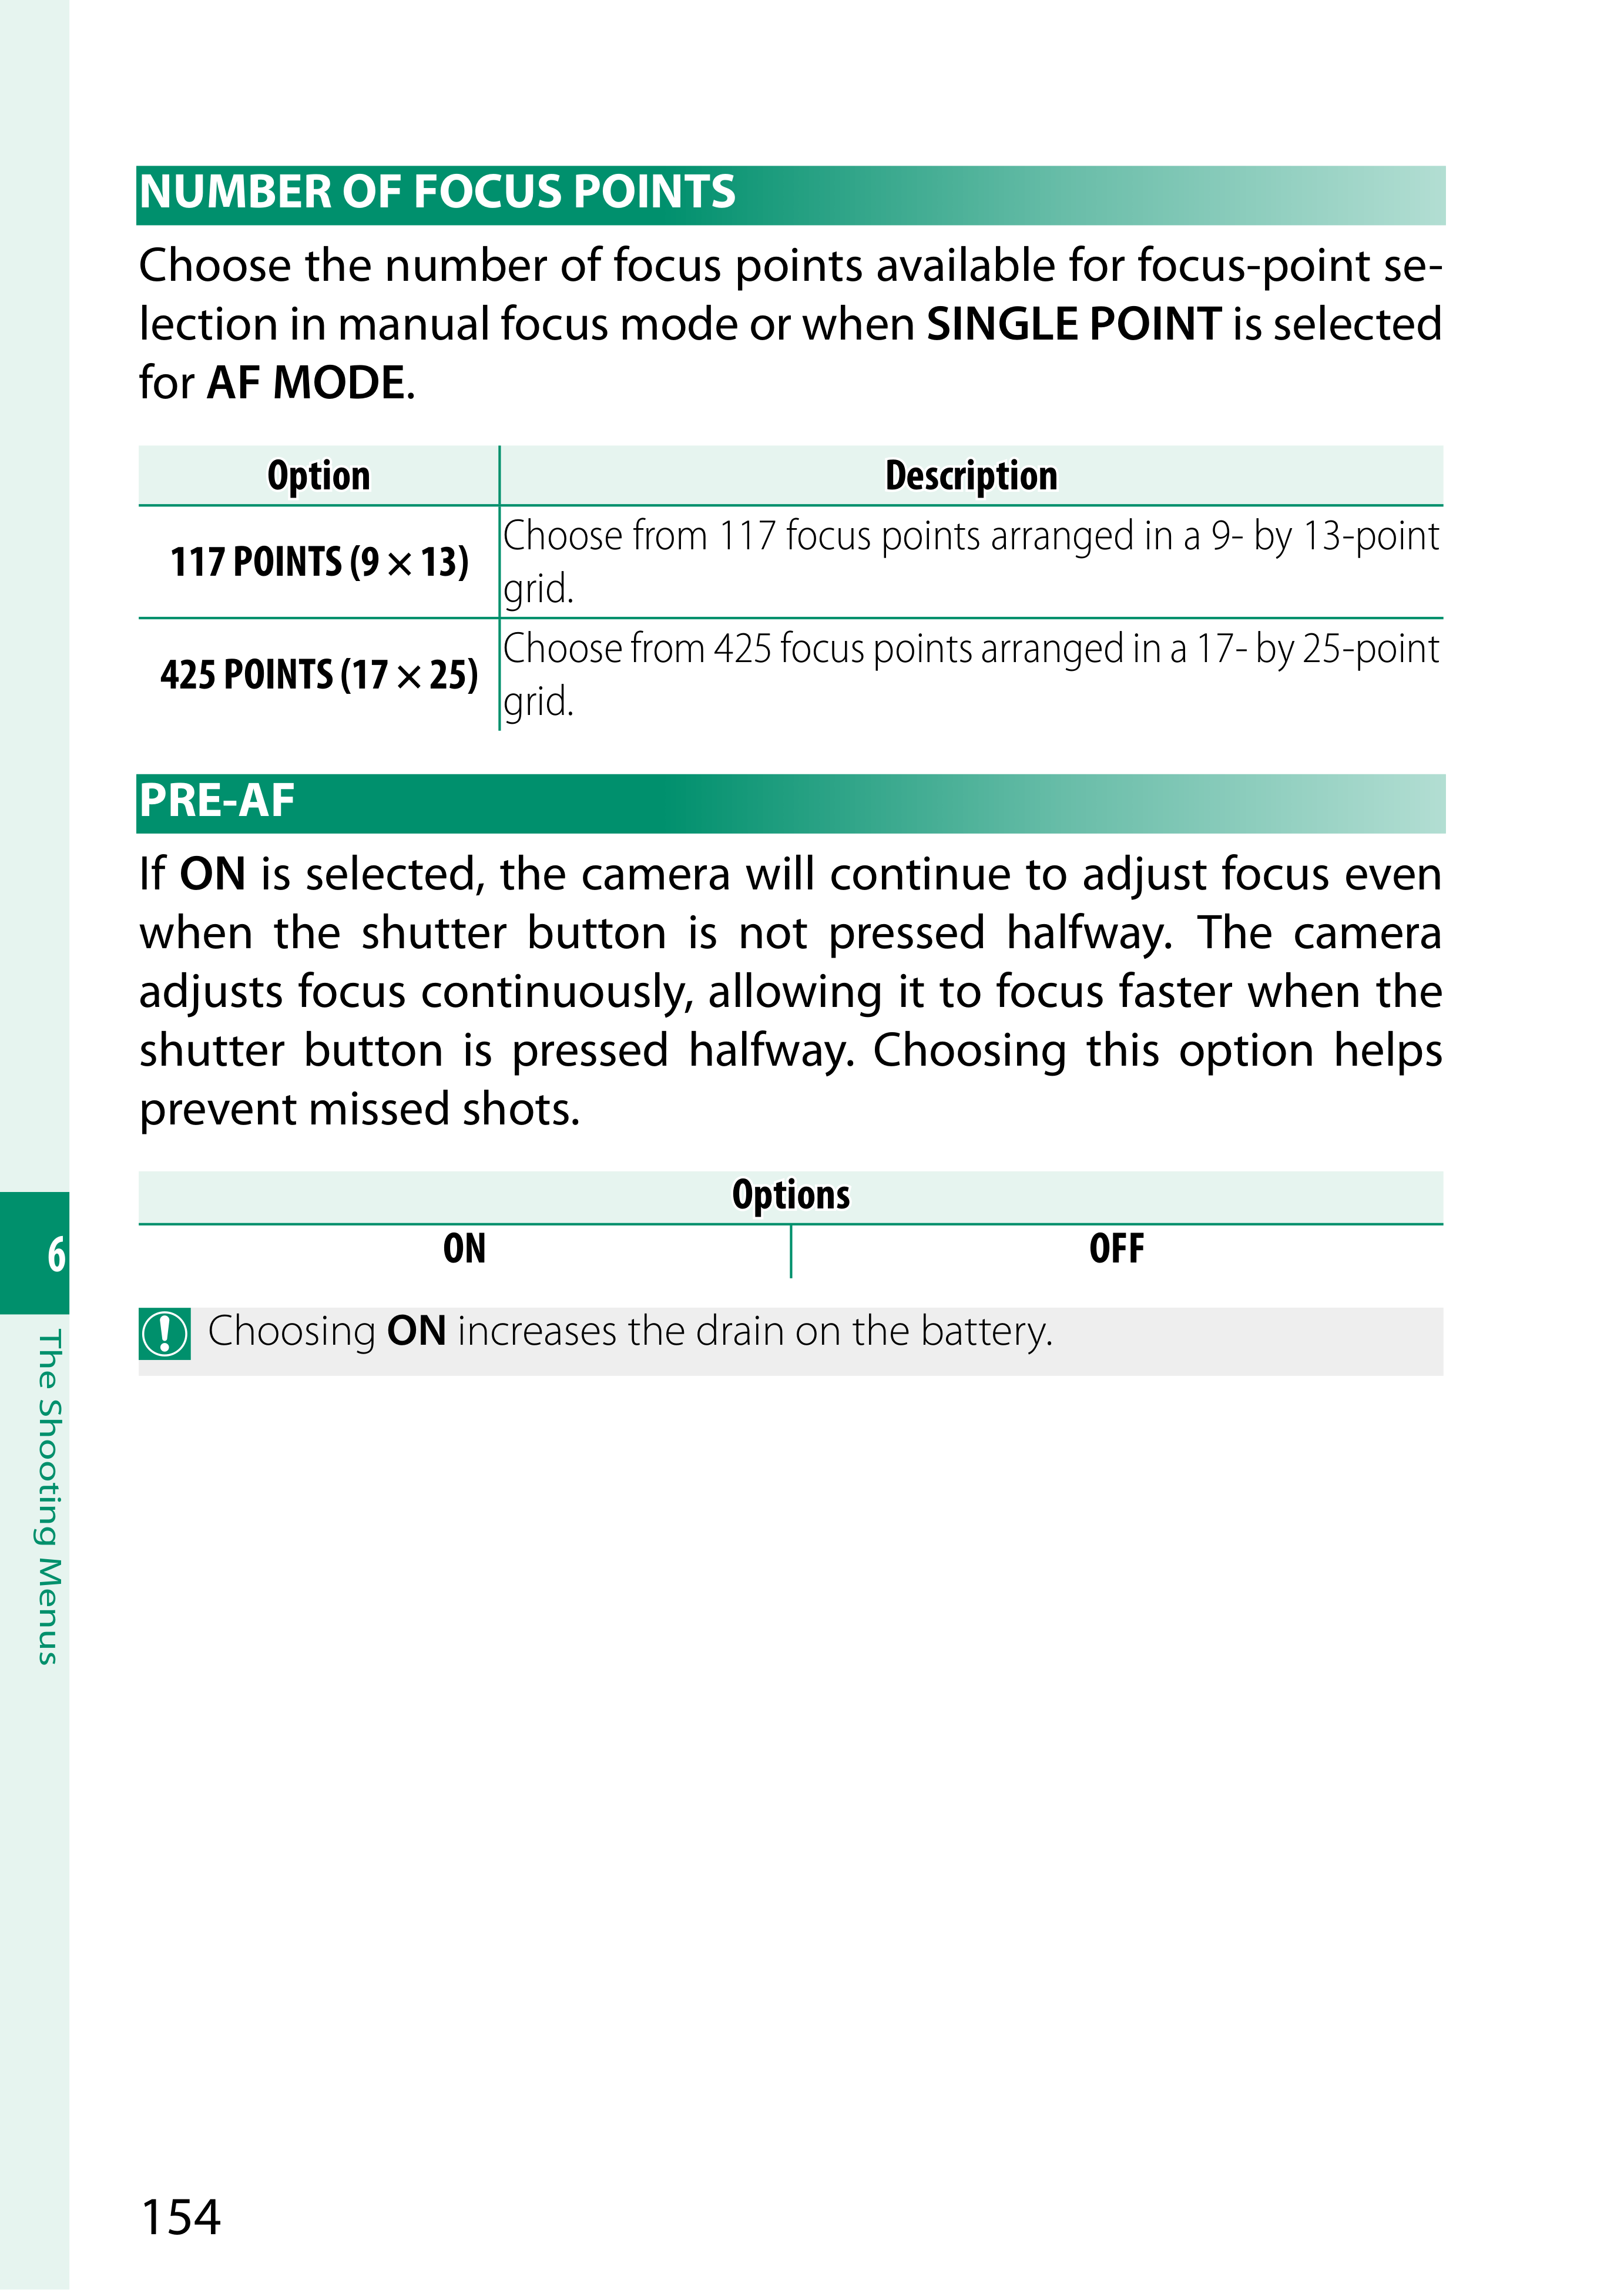 NUMBER OF FOCUS POINTS
Choose the number of focus points available for focus-point se-
lection in manual focus mode or when SINGLE POINT is selected
for AF MODE.
Option
Description
117 POINTS (9 × 13)
Choose from 117 focus points arranged in a 9- by 13-point
grid.
425 POINTS (17 × 25)
Choose from 425 focus points arranged in a 17- by 25-point
grid.
PRE-AF
If ON is selected, the camera will continue to adjust focus even
when the shutter button is not pressed halfway. The camera
adjusts focus continuously, allowing it to focus faster when the
shutter button is pressed halfway. Choosing this option helps
prevent missed shots.
Options
ON
OFF
Choosing ON increases the drain on the battery.
6
The Shooting Menus
154